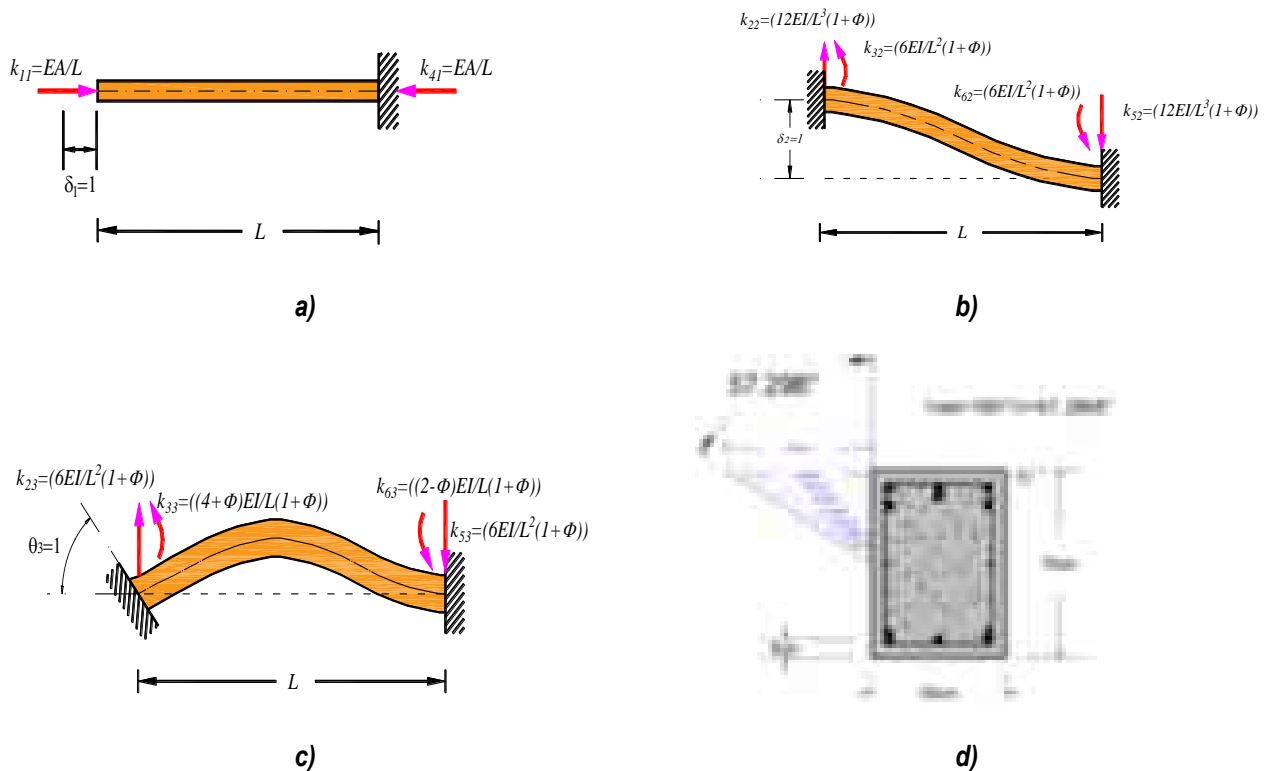 k11=EA/L
k41=EA/L
δ1=1
L
a)
k22=(12EI/L³(1+Φ))
k32=(6EI/L²(1+Φ))
k62=(6EI/L²(1+Φ))
k52=(12EI/L³(1+Φ))
δ2=1
L
b)
k23=(6EI/L²(1+Φ))
k33=((4+Φ)EI/L(1+Φ))
k63=((2-Φ)EI/L(1+Φ))
k53=(6EI/L²(1+Φ))
θ3=1
L
c)
57.298°
d)